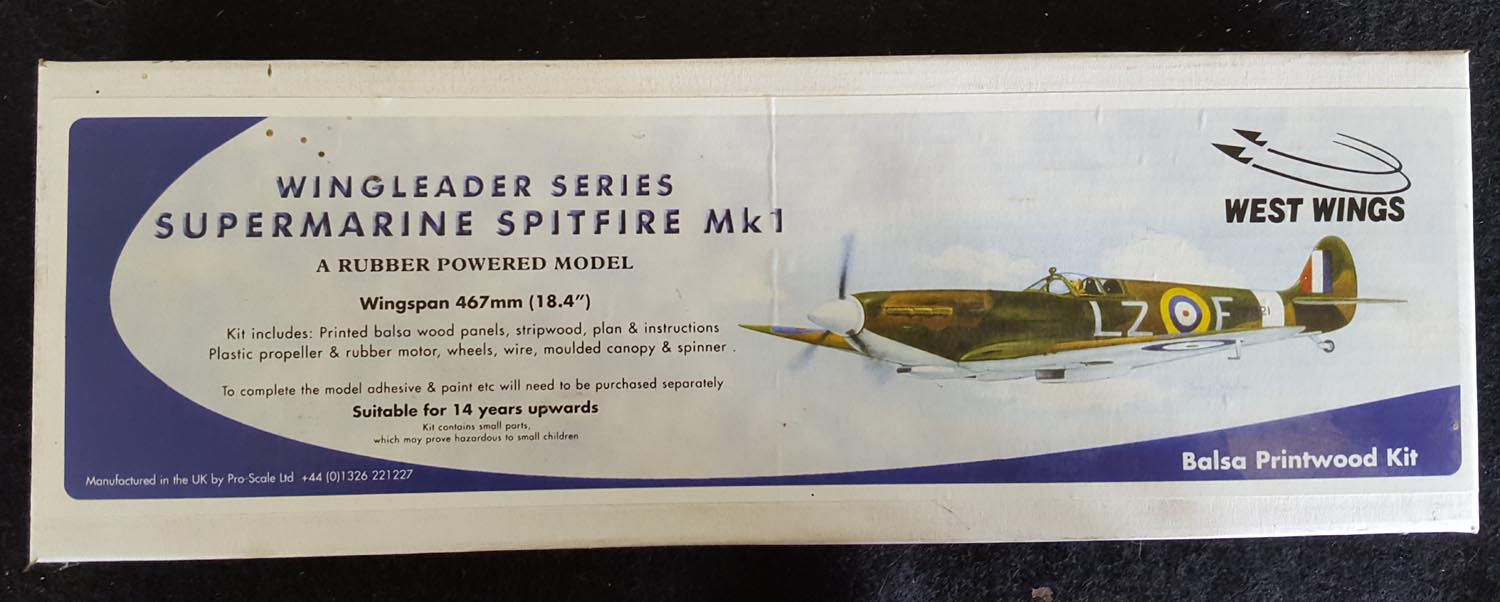 WINGLEADER SERIES
SUPERMARINE SPITFIRE Mk1
A RUBBER POWERED MODEL
Wingspan 467mm (18.4")
Kit includes: Printed balsa wood panels, stripwood, plan & instructions
Plastic propeller & rubber motor, wheels, wire, moulded canopy & spinner .
To complete the model adhesive & paint etc will need to be purchased separately
Suitable for 14 years upwards
Kit contains small parts,
which may prove hazardous to small children
Manufactured in the UK by Pro-Scale Ltd +44 (0)1326 221227
WEST WINGS
LZ F
Balsa Printwood Kit